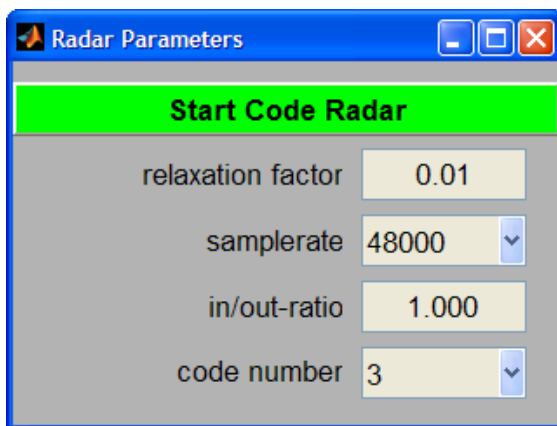 Radar Parameters
Start Code Radar
relaxation factor 0.01
samplerate 48000
in/out-ratio 1.000
code number 3